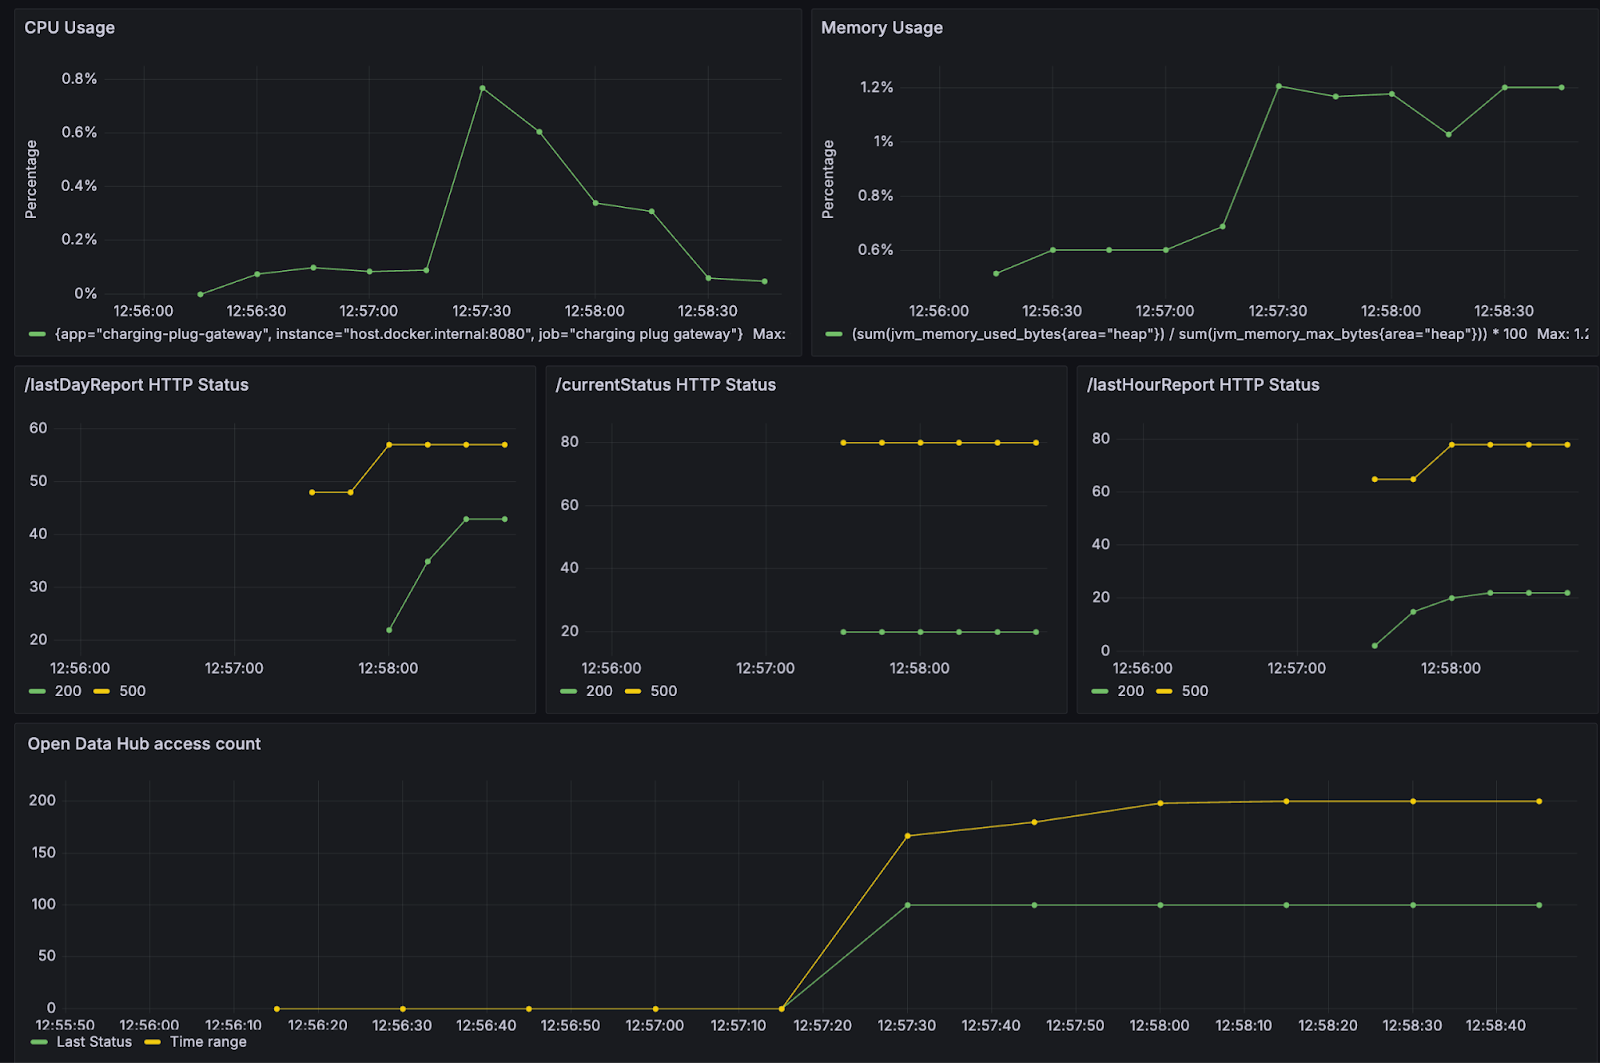 CPU Usage
Percentage
0.8%
0.6%
0.4%
0.2%
0%
12:56:00 12:56:30 12:57:00 12:57:30 12:58:00 12:58:30
{app="charging-plug-gateway", instance="host.docker.internal:8080", job="charging plug gateway"} Max:
Memory Usage
Percentage
1.2%
1%
0.8%
0.6%
12:56:00 12:56:30 12:57:00 12:57:30 12:58:00 12:58:30
(sum(jvm_memory_used_bytes{area="heap"}) / sum(jvm_memory_max_bytes{area="heap"})) * 100 Max: 1.2
/lastDayReport HTTP Status
60
50
40
30
20
12:56:00 12:57:00 12:58:00
200 500
/currentStatus HTTP Status
80
60
40
20
12:56:00 12:57:00 12:58:00
200 500
/lastHourReport HTTP Status
80
60
40
20
0
12:56:00 12:57:00 12:58:00
200 500
Open Data Hub access count
200
150
100
50
0
12:55:50 12:56:00 12:56:10 12:56:20 12:56:30 12:56:40 12:56:50 12:57:00 12:57:10 12:57:20 12:57:30 12:57:40 12:57:50 12:58:00 12:58:10 12:58:20 12:58:30 12:58:40
Last Status Time range